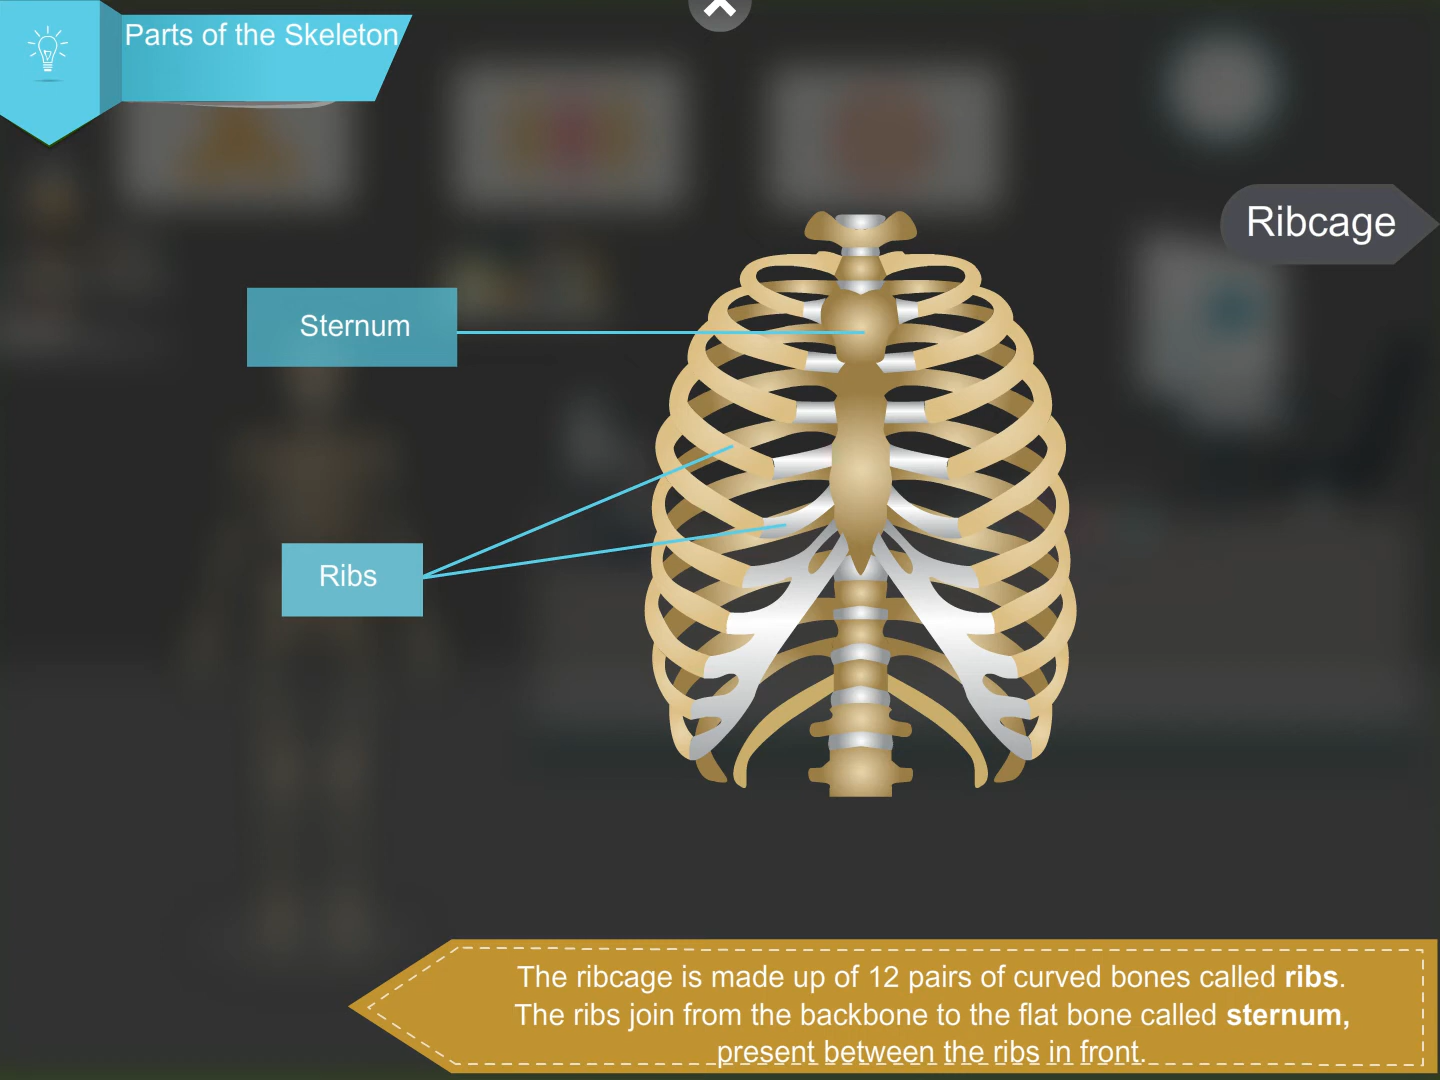 Parts of the Skeleton
Ribcage
Sternum
Ribs
The ribcage is made up of 12 pairs of curved bones called ribs.
The ribs join from the backbone to the flat bone called sternum,
present between the ribs in front.